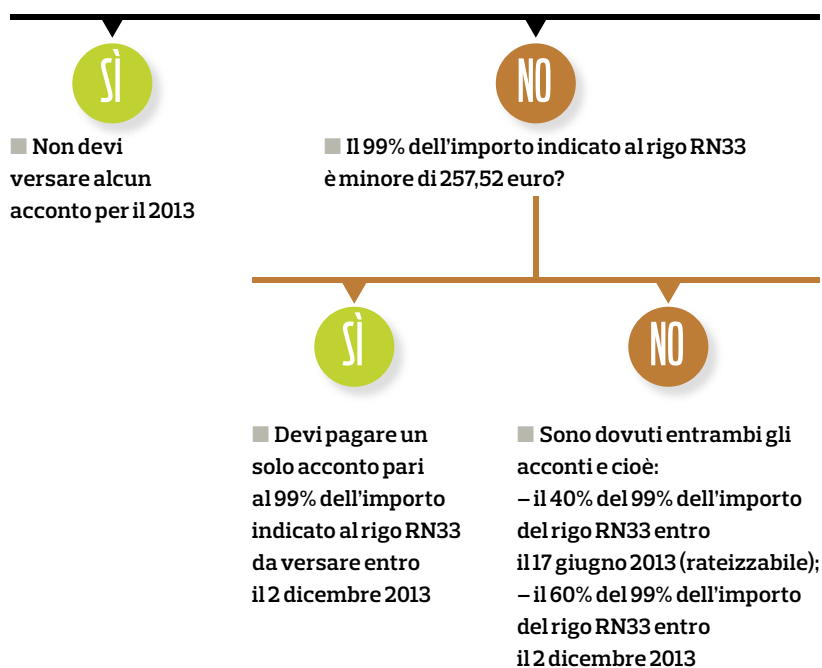 SÌ
NO
Non devi
versare alcun
acconto per il 2013
Il 99% dell'importo indicato al rigo RN33
è minore di 257,52 euro?
SÌ
NO
Devi pagare un
solo acconto pari
al 99% dell'importo
indicato al rigo RN33
da versare entro
il 2 dicembre 2013
Sono dovuti entrambi gli
acconti e cioè:
– il 40% del 99% dell'importo
del rigo RN33 entro
il 17 giugno 2013 (rateizzabile);
– il 60% del 99% dell'importo
del rigo RN33 entro
il 2 dicembre 2013